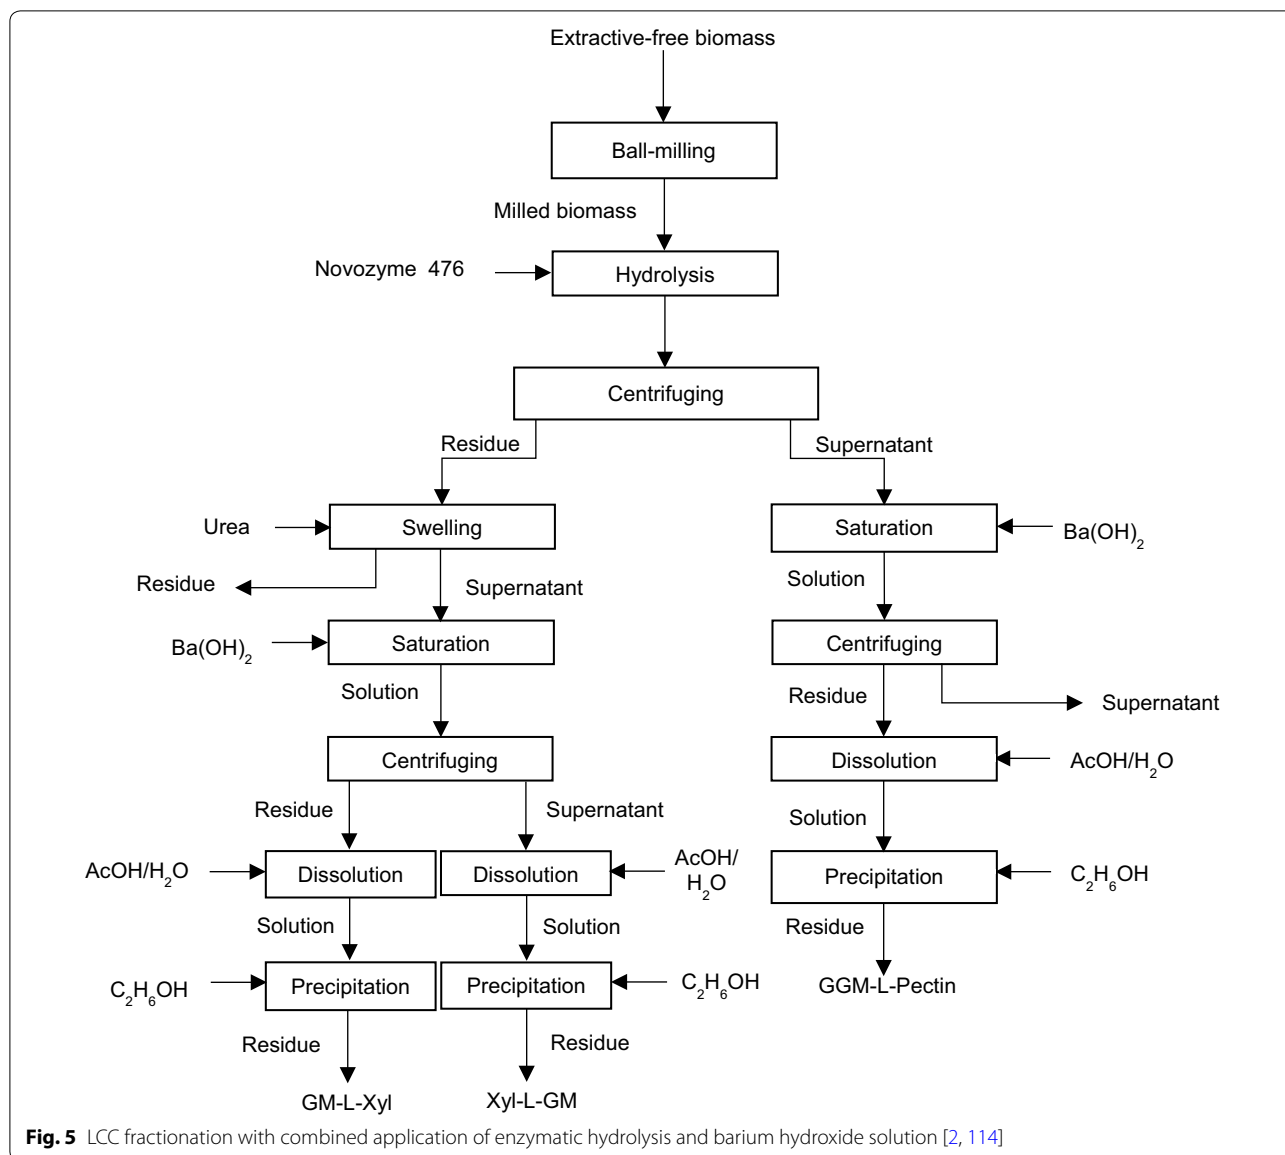 Extractive-free biomass
Ball-milling
Milled biomass
Novozyme 476
Hydrolysis
Centrifuging
Residue
Supernatant
Urea
Swelling
Saturation
Ba(OH)2
Residue
Supernatant
Solution
Ba(OH)2
Saturation
Centrifuging
Solution
Residue
Supernatant
Centrifuging
Dissolution
AcOH/H2O
Residue
Supernatant
Solution
AcOH/H2O
Dissolution
Dissolution
AcOH/
H2O
Precipitation
C2H6OH
Solution
Solution
Residue
C2H6OH
Precipitation
Precipitation
C2H6OH
GGM-L-Pectin
Residue
Residue
GM-L-Xyl
Xyl-L-GM
Fig. 5 LCC fractionation with combined application of enzymatic hydrolysis and barium hydroxide solution [2, 114]